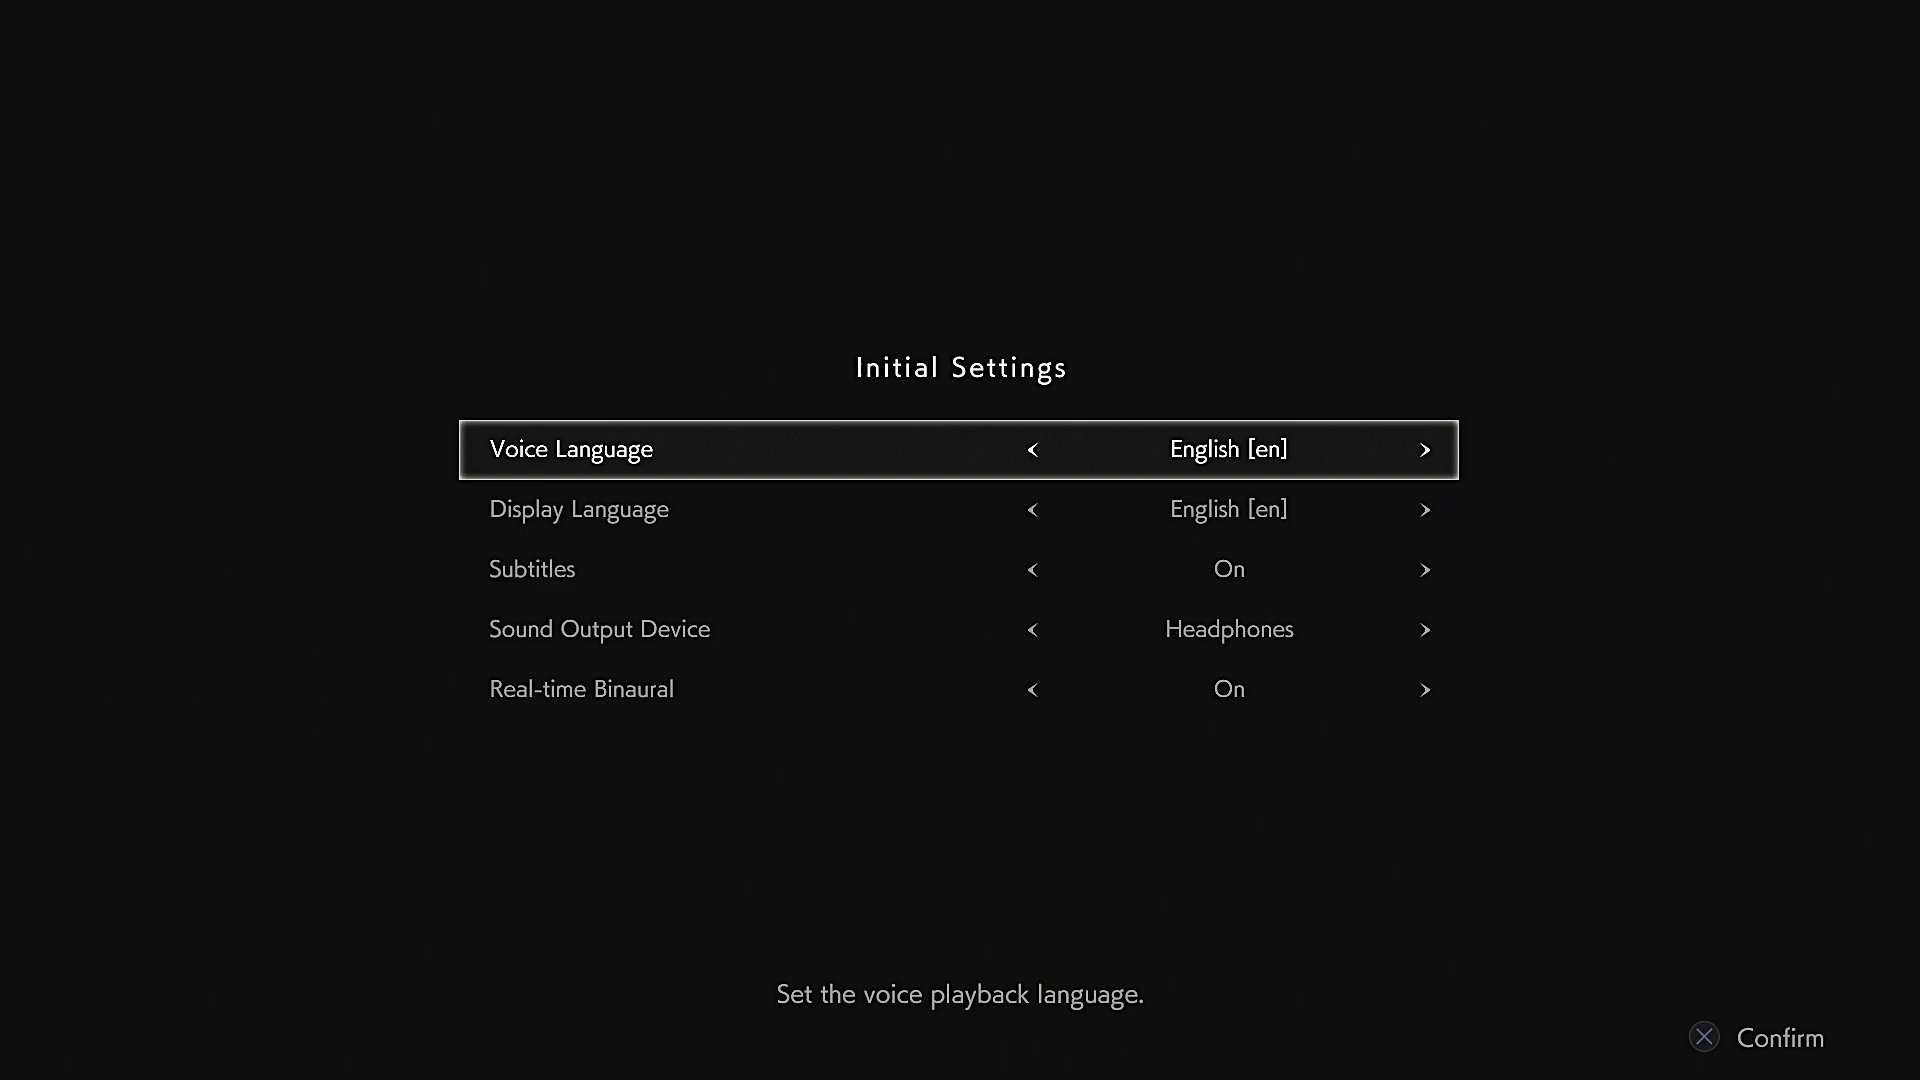 Initial Settings
Voice Language < English [en] >
Display Language < English [en] >
Subtitles < On >
Sound Output Device < Headphones >
Real-time Binaural < On >
Set the voice playback language.
Confirm